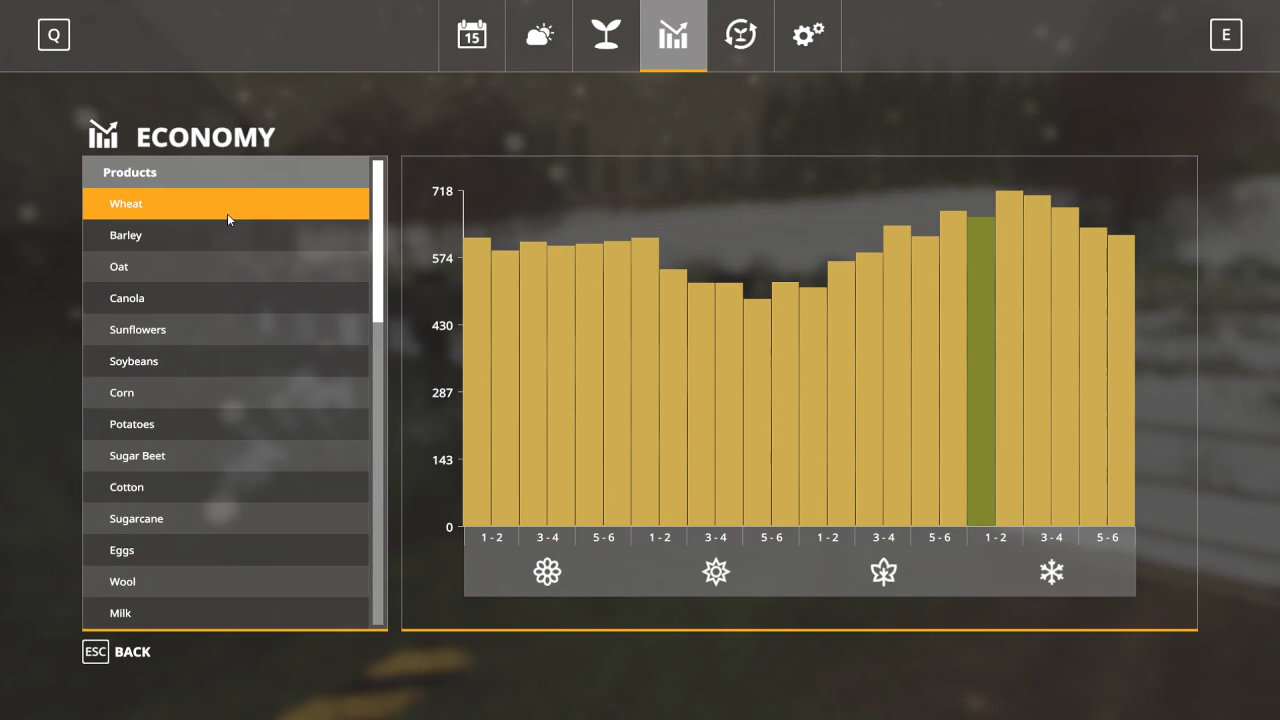 Q
15
E
ECONOMY
Products
Wheat
Barley
Oat
Canola
Sunflowers
Soybeans
Corn
Potatoes
Sugar Beet
Cotton
Sugarcane
Eggs
Wool
Milk
718
574
430
287
143
0
1 - 2 3 - 4 5 - 6 1 - 2 3 - 4 5 - 6 1 - 2 3 - 4 5 - 6 1 - 2 3 - 4 5 - 6
ESC BACK